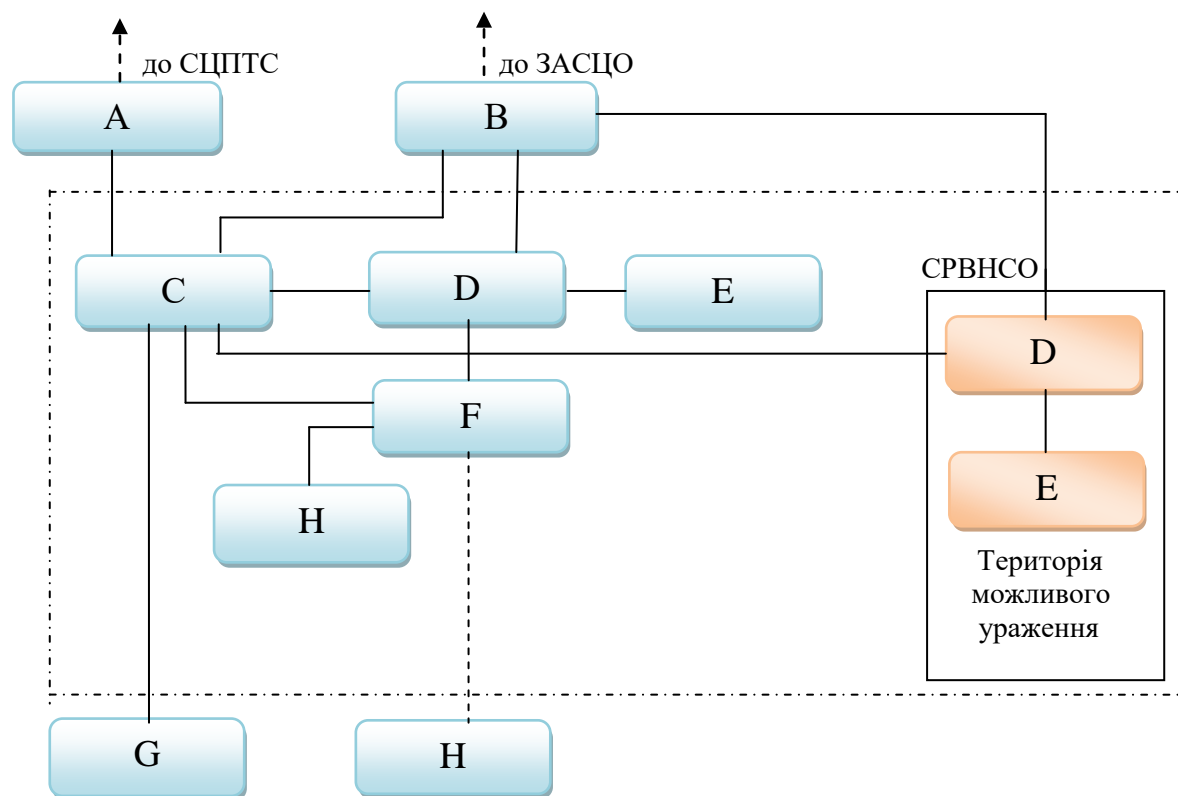 до СЦПТС
до ЗАСЦО
A
B
C
D
E
СРВНСО
D
F
E
H
Територія
можливого
ураження
G
H